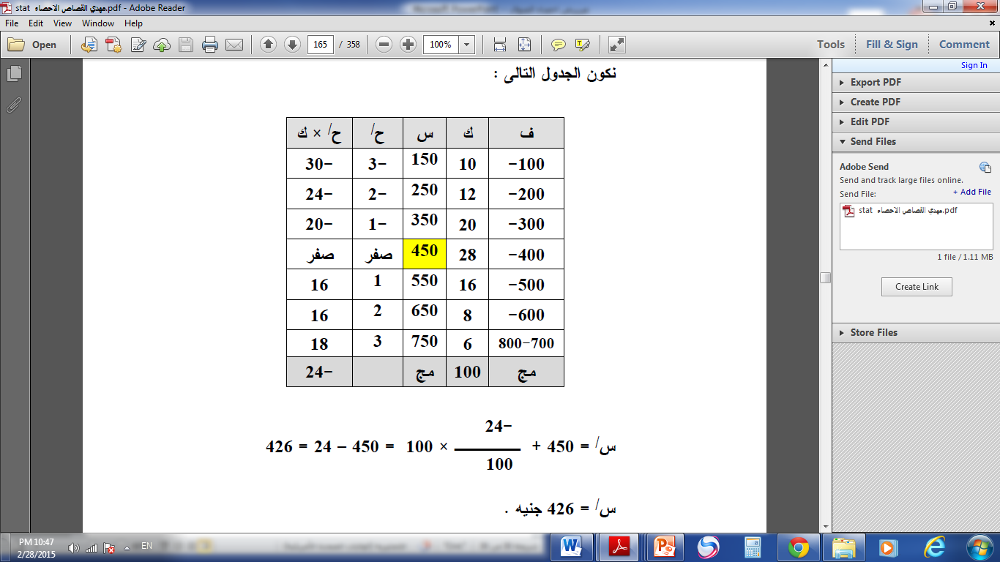 stat مهدي القصاص الاحصاء.pdf - Adobe Reader
File Edit View Window Help
Open 165 / 358 100% Tools Fill & Sign Comment
Sign In
Export PDF
Create PDF
Edit PDF
Send Files
Adobe Send
Send and track large files online.
Send File: + Add File
stat مهدي القصاص الاحصاء.pdf
1 file / 1.11 MB
Create Link
Store Files
نكون الجدول التالى :
ف ك س ح/ ح/ × ك
100− 10 150 3− 30−
200− 12 250 2− 24−
300− 20 350 1− 20−
400− 28 450 صفر صفر
500− 16 550 1 16
600− 8 650 2 16
700−800 6 750 3 18
مج 100 مج 24−
24−
س/ = 450 + ــــــ × 100 = 450 – 24 = 426
100
س/ = 426 جنيه .
EN
PM 10:47
2/28/2015